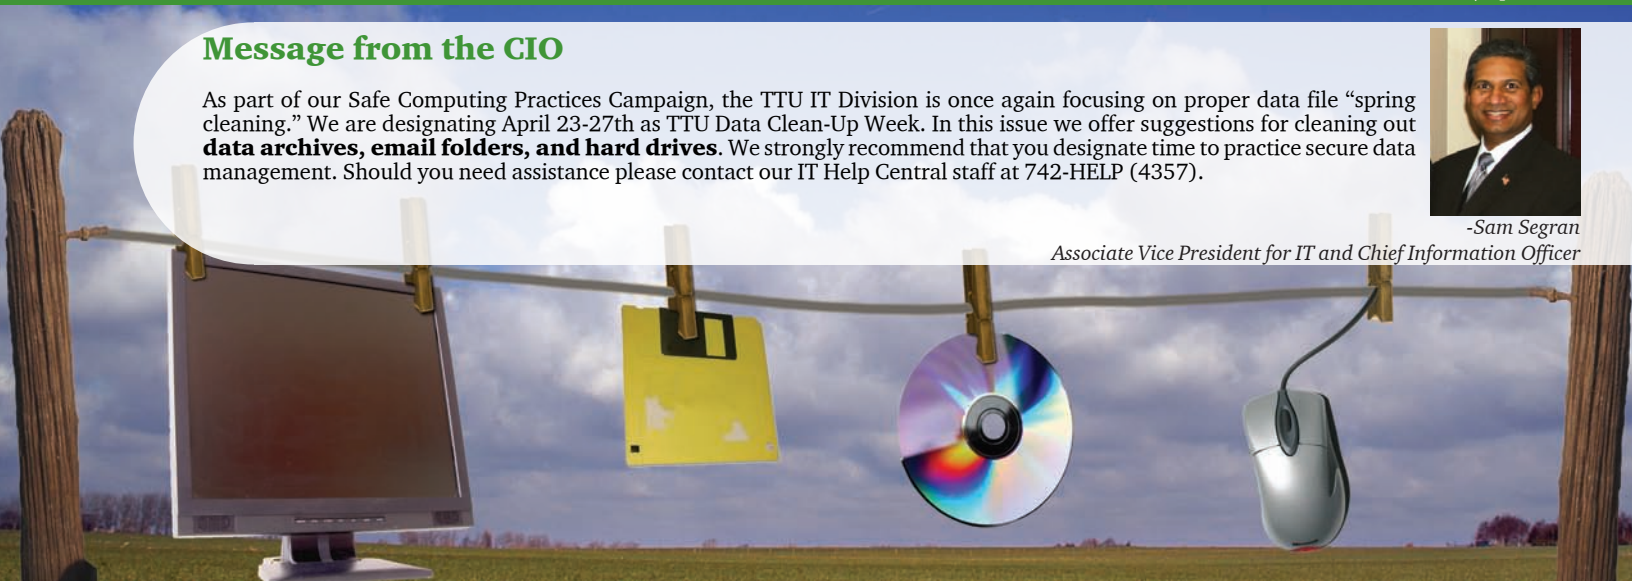 Message from the CIO
As part of our Safe Computing Practices Campaign, the TTU IT Division is once again focusing on proper data file “spring
cleaning.” We are designating April 23-27th as TTU Data Clean-Up Week. In this issue we offer suggestions for cleaning out
data archives, email folders, and hard drives. We strongly recommend that you designate time to practice secure data
management. Should you need assistance please contact our IT Help Central staff at 742-HELP (4357).
-Sam Segran
Associate Vice President for IT and Chief Information Officer